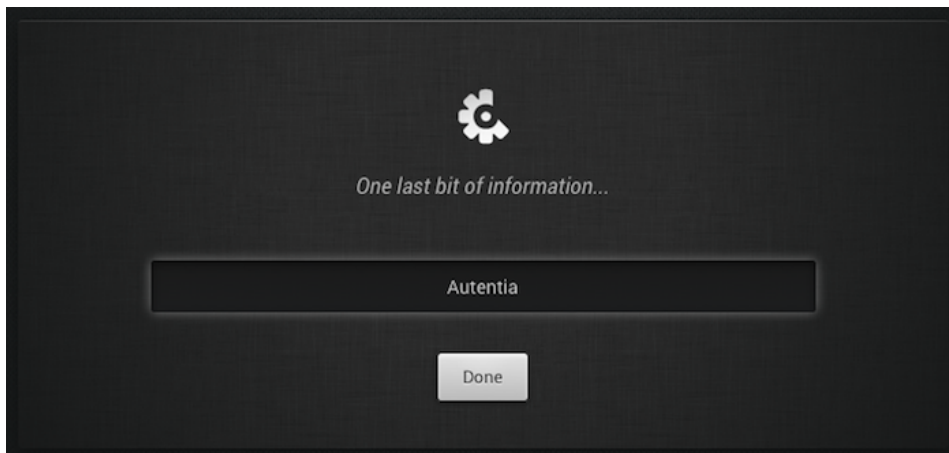 One last bit of information...
Autentia
Done